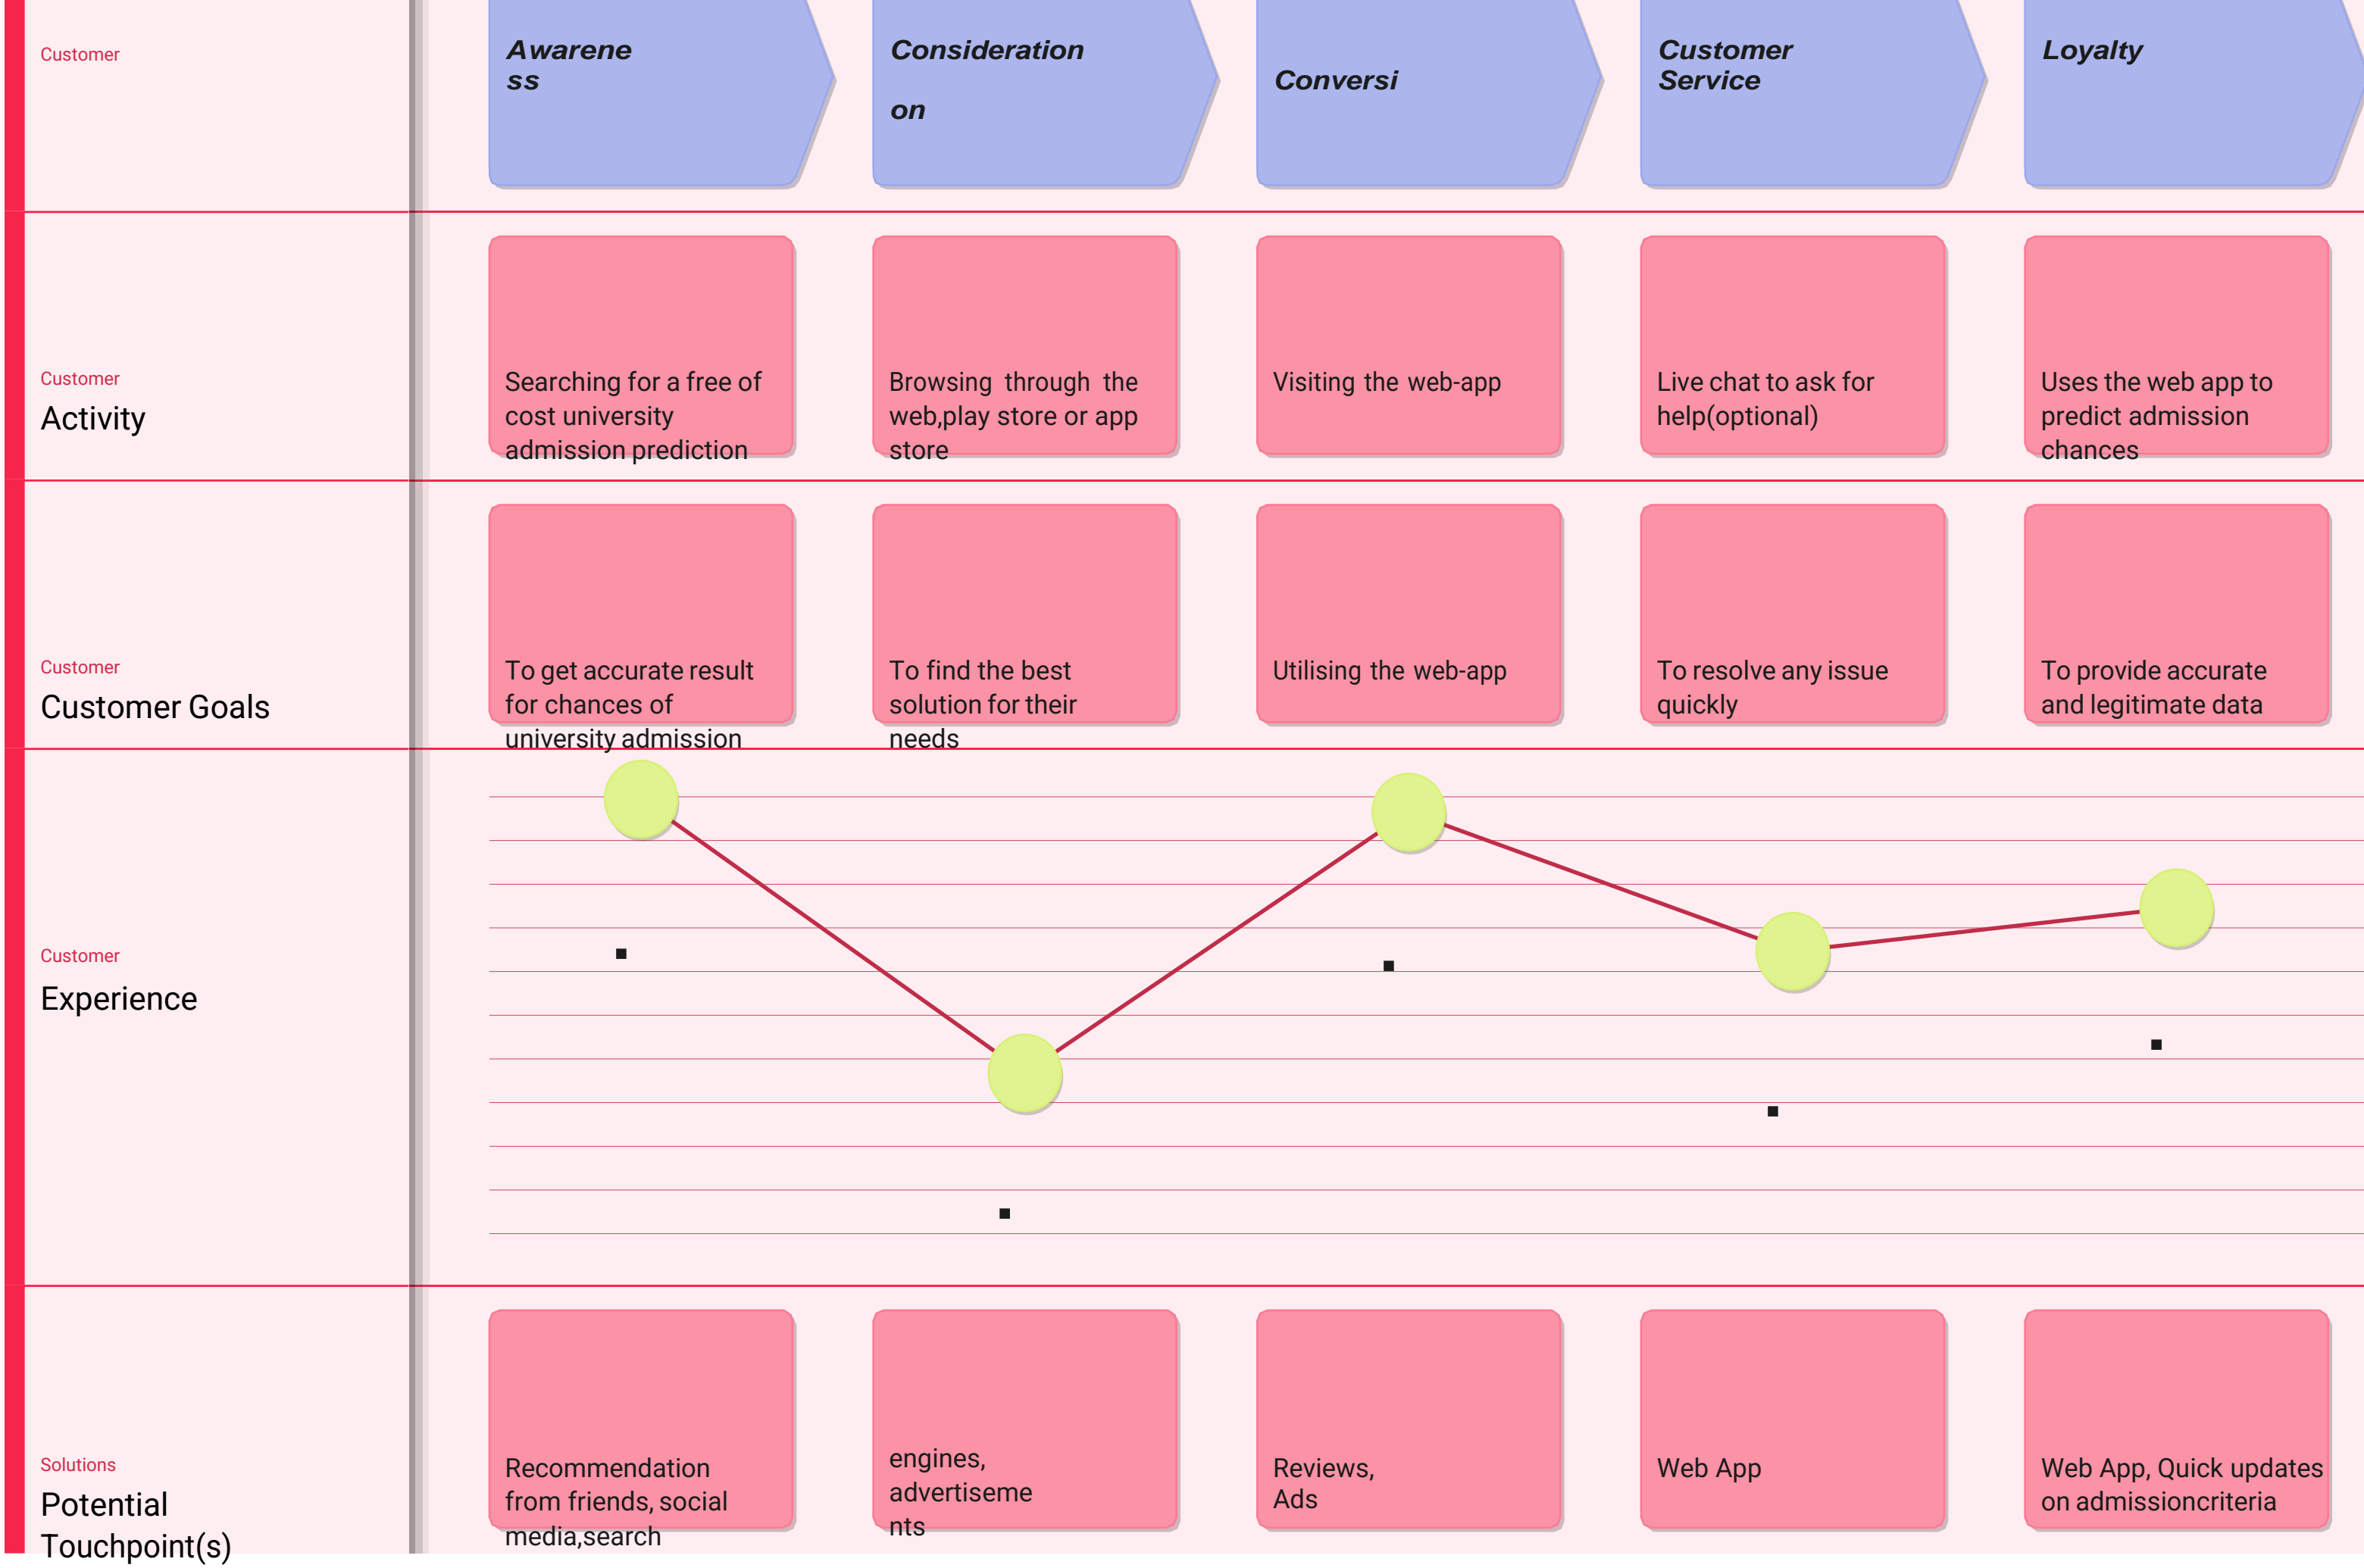 Customer
Awarene
ss
Consideration
on
Conversi
Customer
Service
Loyalty
Customer
Activity
Searching for a free of
cost university
admission prediction
Browsing through the
web,play store or app
store
Visiting the web-app
Live chat to ask for
help(optional)
Uses the web app to
predict admission
chances
Customer
Customer Goals
To get accurate result
for chances of
university admission
To find the best
solution for their
needs
Utilising the web-app
To resolve any issue
quickly
To provide accurate
and legitimate data
Customer
Experience
Solutions
Potential
Touchpoint(s)
Recommendation
from friends, social
media,search
engines,
advertiseme
nts
Reviews,
Ads
Web App
Web App, Quick updates
on admissioncriteria